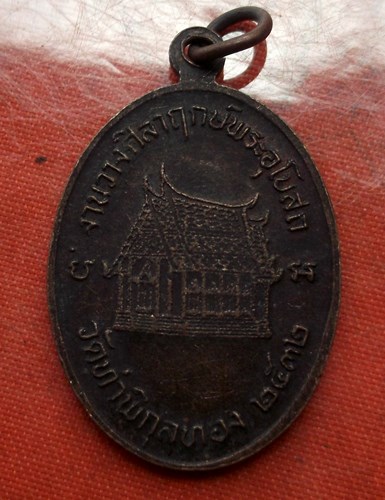 งานวางศิลาฤกษ์พระอุโบสถ
วัดท่าพิกุลทอง ๒๕๓๒